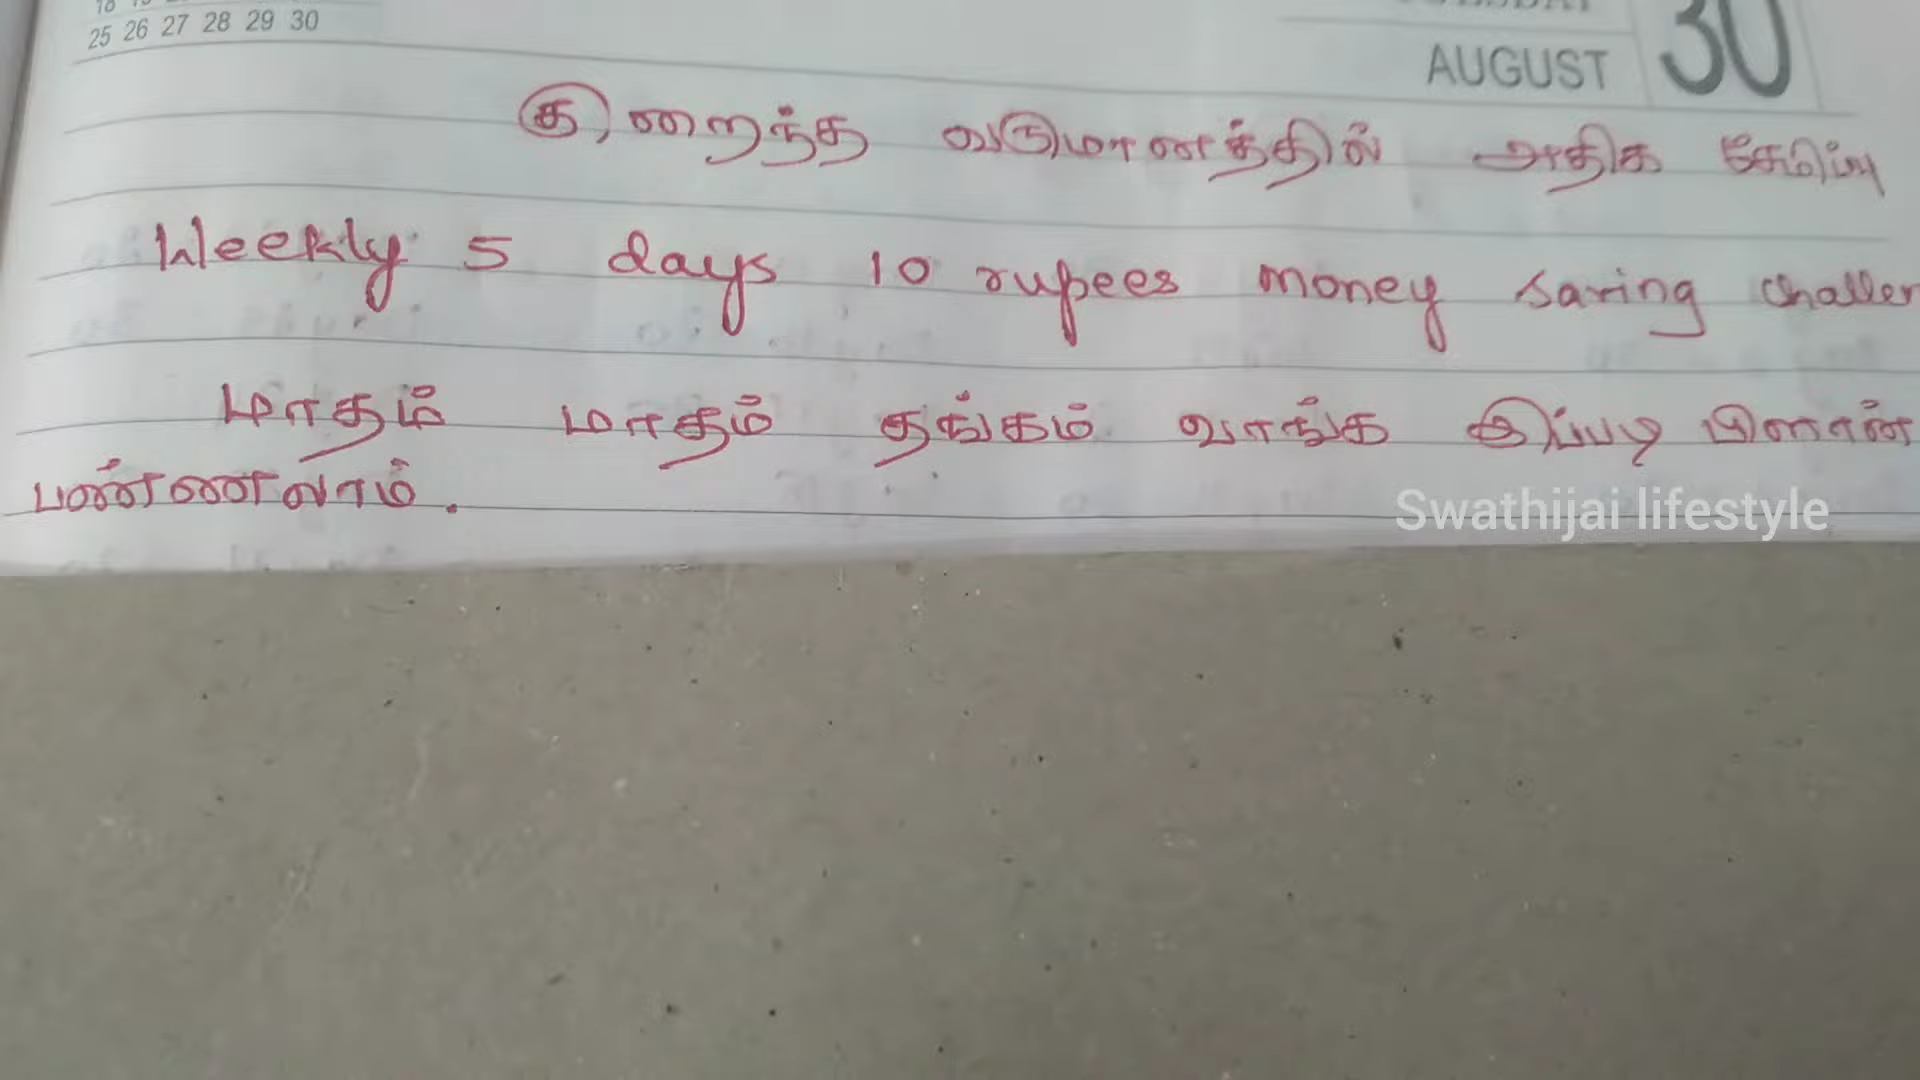 25 26 27 28 29 30
AUGUST 30
குறைந்த வருமானத்தில் அதிக சேமிப்பு
Weekly 5 days 10 rupees money saving challen
மாதம் மாதம் தங்கம் வாங்க இப்படி பிளான்
பண்ணலாம்.
Swathijai lifestyle